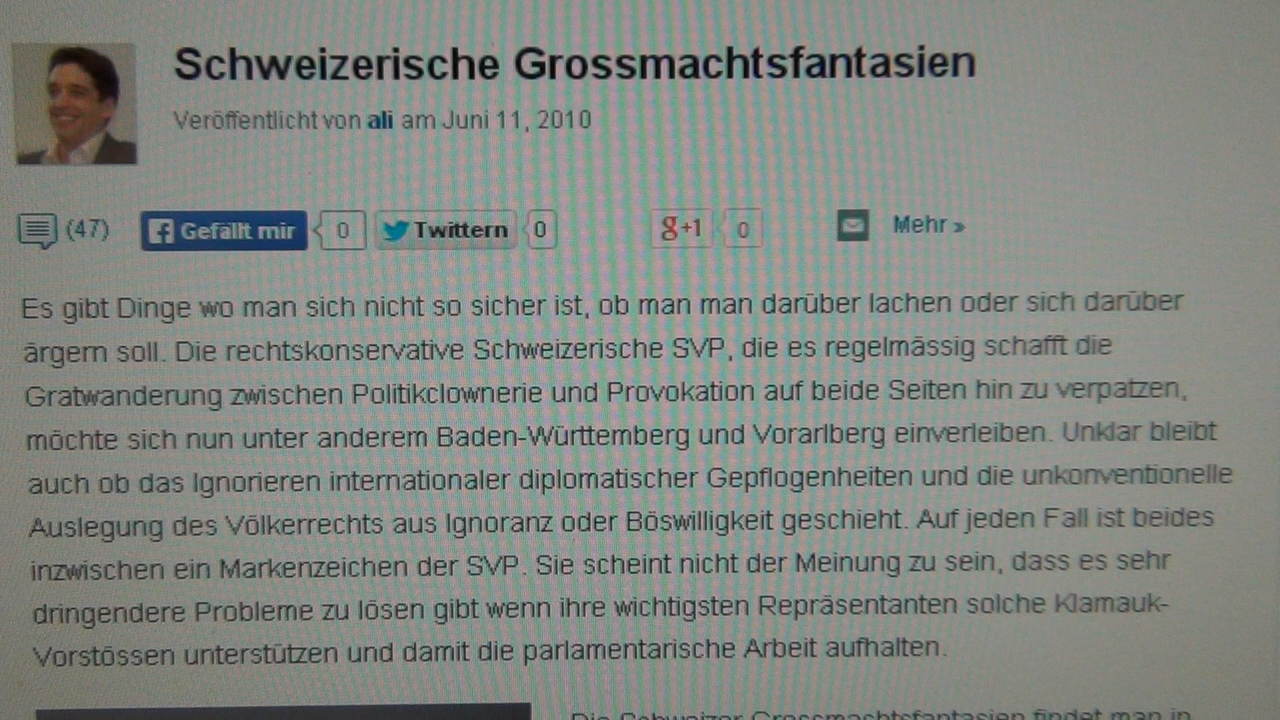 Schweizerische Grossmachtsfantasien
Veröffentlicht von ali am Juni 11, 2010
(47) Gefällt mir 0 Twittern 0 g+1 0 Mehr »
Es gibt Dinge wo man sich nicht so sicher ist, ob man man darüber lachen oder sich darüber
ärgern soll. Die rechtskonservative Schweizerische SVP, die es regelmässig schafft die
Gratwanderung zwischen Politikclownerie und Provokation auf beide Seiten hin zu verpatzen,
möchte sich nun unter anderem Baden-Württemberg und Vorarlberg einverleiben. Unklar bleibt
auch ob das Ignorieren internationaler diplomatischer Gepflogenheiten und die unkonventionelle
Auslegung des Völkerrechts aus Ignoranz oder Böswilligkeit geschieht. Auf jeden Fall ist beides
inzwischen ein Markenzeichen der SVP. Sie scheint nicht der Meinung zu sein, dass es sehr
dringendere Probleme zu lösen gibt wenn ihre wichtigsten Repräsentanten solche Klamauk-
Vorstössen unterstützen und damit die parlamentarische Arbeit aufhalten.
Die Schweizer Grossmachtsfantasien findet man in